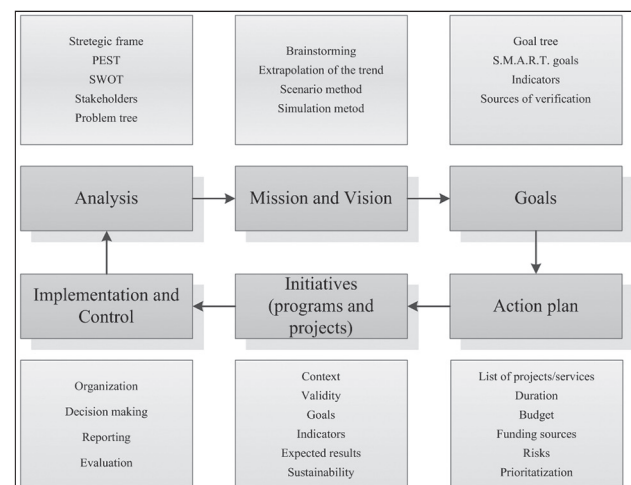 Stretegic frame
PEST
SWOT
Stakeholders
Problem tree
Brainstorming
Extrapolation of the trend
Scenario method
Simulation metod
Goal tree
S.M.A.R.T. goals
Indicators
Sources of verification
Analysis
Mission and Vision
Goals
Implementation and
Control
Initiatives
(programs and
projects)
Action plan
Organization
Decision making
Reporting
Evaluation
Context
Validity
Goals
Indicators
Expected results
Sustainability
List of projects/services
Duration
Budget
Funding sources
Risks
Prioritatization